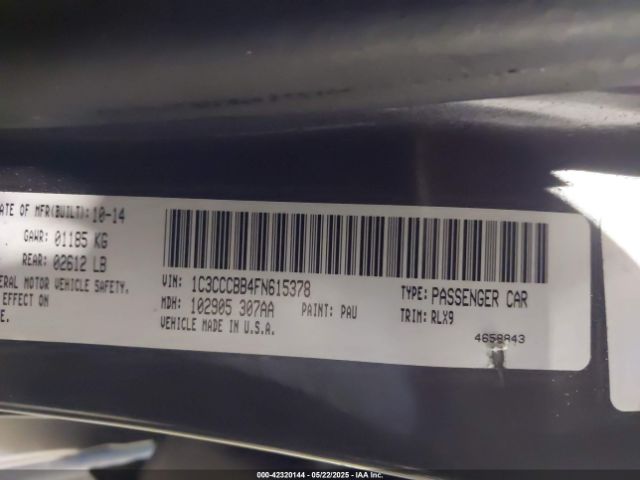 ATE OF MFR(BUILT): 10-14
GAWR: 01185 KG
REAR: 02612 LB
ERAL MOTOR VEHICLE SAFETY.
EFFECT ON
E.
VIN: 1C3CCCBB4FN615378
MDH: 102905 307AA PAINT: PAU
VEHICLE MADE IN U.S.A.
TYPE: PASSENGER CAR
TRIM: RLX9
4658843
000-42320144 - 05/22/2025 - IAA Inc.